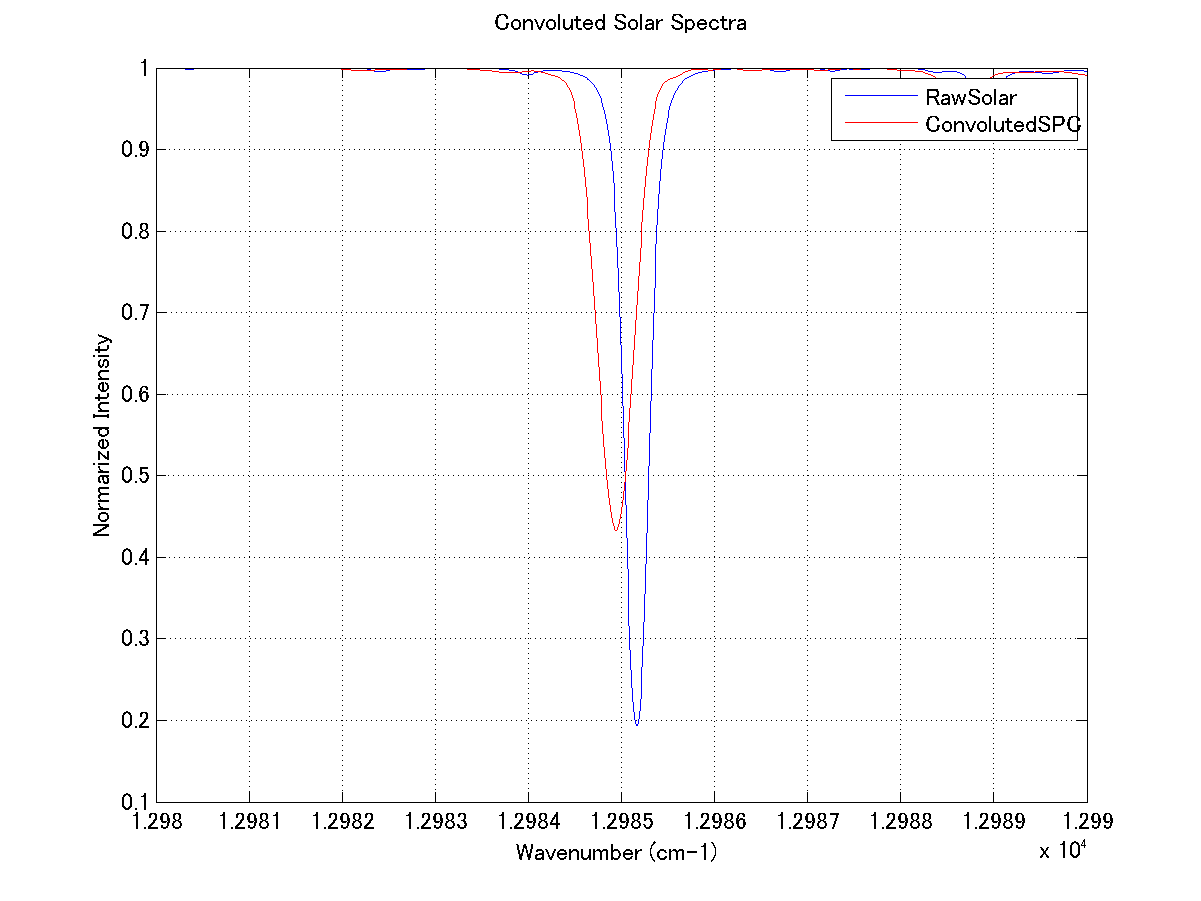 Convoluted Solar Spectra
RawSolar
ConvolutedSPC
Normarized Intensity
1
0.9
0.8
0.7
0.6
0.5
0.4
0.3
0.2
0.1
1.298 1.2981 1.2982 1.2983 1.2984 1.2985 1.2986 1.2987 1.2988 1.2989 1.299
Wavenumber (cm-1)
x 10⁴